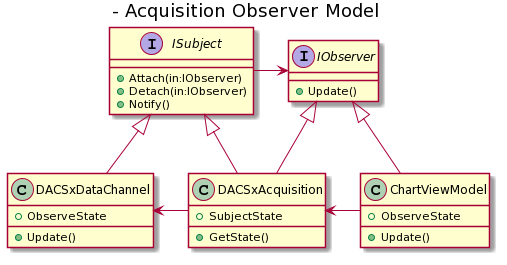 - Acquisition Observer Model
I ISubject
Attach(in:IObserver)
Detach(in:IObserver)
Notify()
I IObserver
Update()
C DACSxDataChannel
ObserveState
Update()
C DACSxAcquisition
SubjectState
GetState()
C ChartViewModel
ObserveState
Update()